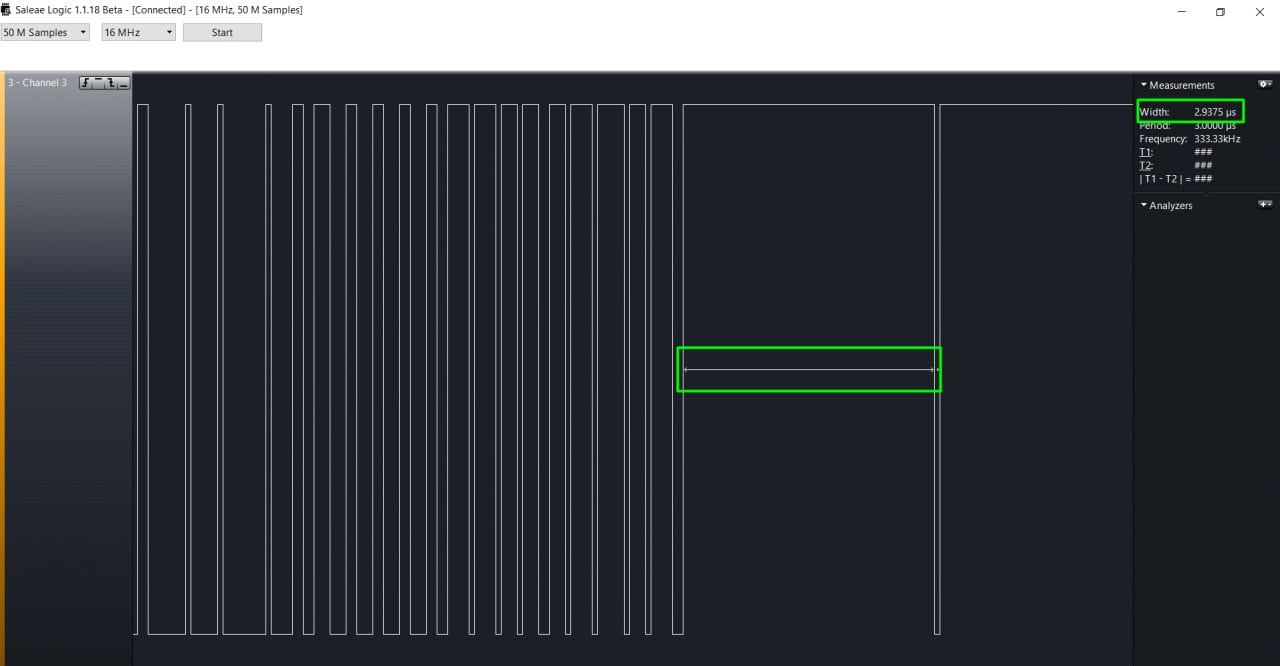 Saleae Logic 1.1.18 Beta - [Connected] - [16 MHz, 50 M Samples]
50 M Samples 16 MHz Start
3 - Channel 3
Measurements
Width: 2.9375 µs
Period: 3.0000 µs
Frequency: 333.33kHz
T1: ###
T2: ###
| T1 - T2 | = ###
Analyzers